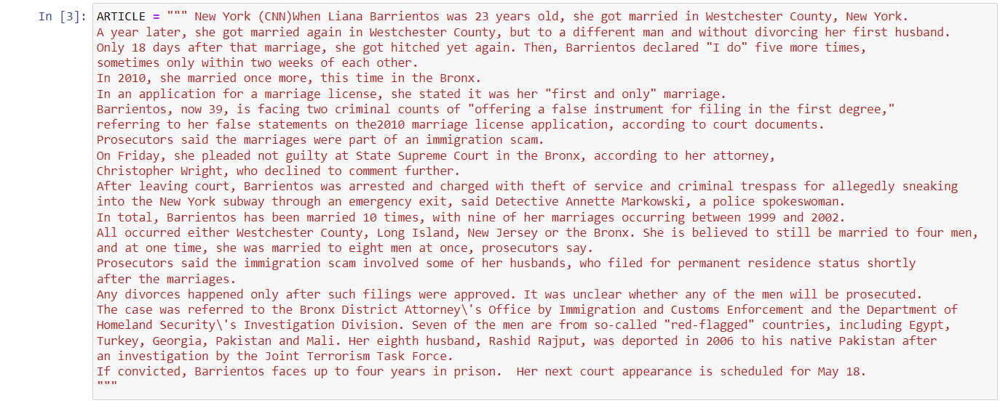 In [3]: ARTICLE = """ New York (CNN)When Liana Barrientos was 23 years old, she got married in Westchester County, New York.
A year later, she got married again in Westchester County, but to a different man and without divorcing her first husband.
Only 18 days after that marriage, she got hitched yet again. Then, Barrientos declared "I do" five more times,
sometimes only within two weeks of each other.
In 2010, she married once more, this time in the Bronx.
In an application for a marriage license, she stated it was her "first and only" marriage.
Barrientos, now 39, is facing two criminal counts of "offering a false instrument for filing in the first degree,"
referring to her false statements on the2010 marriage license application, according to court documents.
Prosecutors said the marriages were part of an immigration scam.
On Friday, she pleaded not guilty at State Supreme Court in the Bronx, according to her attorney,
Christopher Wright, who declined to comment further.
After leaving court, Barrientos was arrested and charged with theft of service and criminal trespass for allegedly sneaking
into the New York subway through an emergency exit, said Detective Annette Markowski, a police spokeswoman.
In total, Barrientos has been married 10 times, with nine of her marriages occurring between 1999 and 2002.
All occurred either Westchester County, Long Island, New Jersey or the Bronx. She is believed to still be married to four men,
and at one time, she was married to eight men at once, prosecutors say.
Prosecutors said the immigration scam involved some of her husbands, who filed for permanent residence status shortly
after the marriages.
Any divorces happened only after such filings were approved. It was unclear whether any of the men will be prosecuted.
The case was referred to the Bronx District Attorney\'s Office by Immigration and Customs Enforcement and the Department of
Homeland Security\'s Investigation Division. Seven of the men are from so-called "red-flagged" countries, including Egypt,
Turkey, Georgia, Pakistan and Mali. Her eighth husband, Rashid Rajput, was deported in 2006 to his native Pakistan after
an investigation by the Joint Terrorism Task Force.
If convicted, Barrientos faces up to four years in prison.  Her next court appearance is scheduled for May 18.
"""